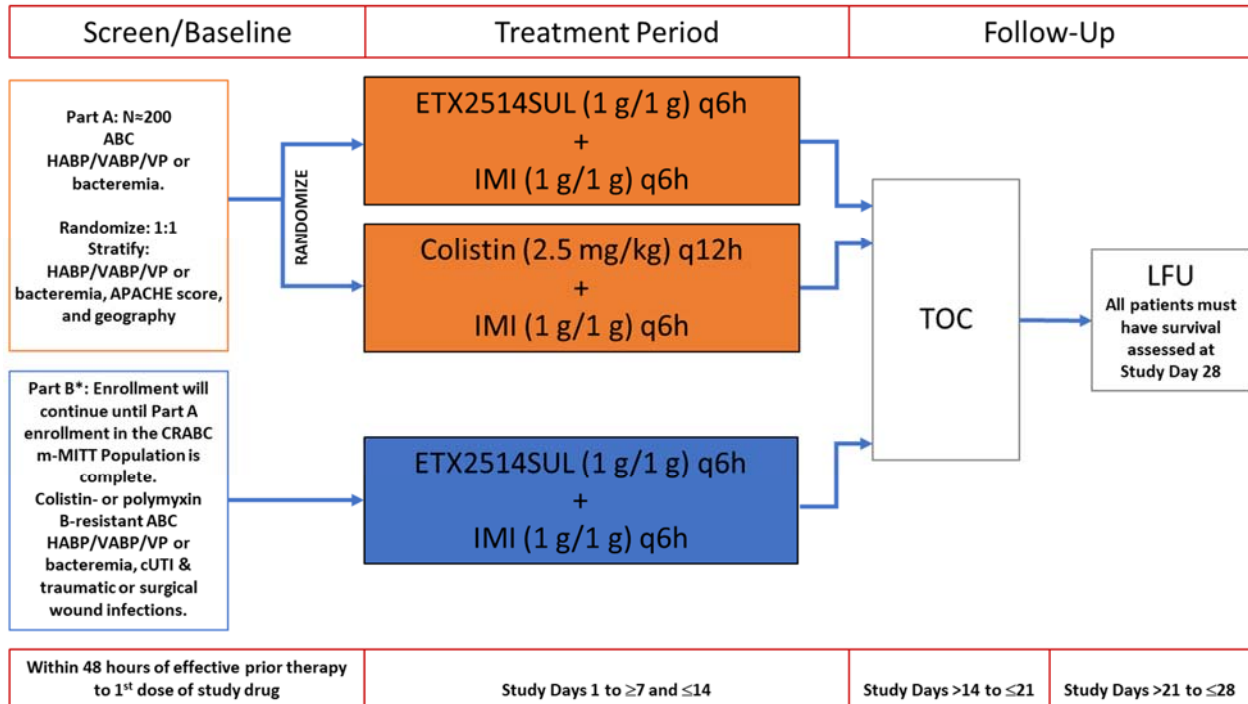 Screen/Baseline
Treatment Period
Follow-Up
Part A: N≈200
ABC
HABP/VABP/VP or
bacteremia.
Randomize: 1:1
Stratify:
HABP/VABP/VP or
bacteremia, APACHE score,
and geography
RANDOMIZE
ETX2514SUL (1 g/1 g) q6h
+
IMI (1 g/1 g) q6h
Colistin (2.5 mg/kg) q12h
+
IMI (1 g/1 g) q6h
TOC
LFU
All patients must
have survival
assessed at
Study Day 28
Part B*: Enrollment will
continue until Part A
enrollment in the CRABC
m-MITT Population is
complete.
Colistin- or polymyxin
B-resistant ABC
HABP/VABP/VP or
bacteremia, cUTI &
traumatic or surgical
wound infections.
ETX2514SUL (1 g/1 g) q6h
+
IMI (1 g/1 g) q6h
Within 48 hours of effective prior therapy
to 1st dose of study drug
Study Days 1 to ≥7 and ≤14
Study Days >14 to ≤21
Study Days >21 to ≤28